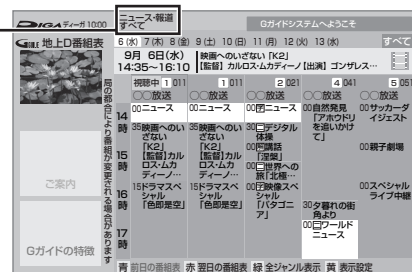 DIGA ディーガ 10:00
ニュース・報道
すべて
Gガイドシステムへようこそ
G GUIDE 地上D番組表
6(水) 7(木) 8(金) 9(土) 10(日) 11(月) 12(火) 13(水) すべて
9月 6日(水)
14:35~16:10
映画へのいざない「K2」
【監督】カルロス・ムカディーノ【出演】ゴンザレス…
視聴中 1 011
〇〇放送
1 011
〇〇放送
2 021
〇〇放送
4 041
〇〇放送
5 051
〇〇放送
局の都合により番組が変更される場合があります
14時
15時
16時
17時
00ニュース
35映画へのいざない
「K2」
【監督】カルロス・ムカディーノ…
15ドラマスペシャル
「色即是空」
00ニュース
35映画へのいざない
「K2」
【監督】カルロス・ムカディーノ…
15ドラマスペシャル
「色即是空」
00字ニュース
30デジタル体操
00講話
「涅槃」
30世界への旅「北極…
00字映像スペシャル
「パタゴニア」
00自然発見
「アホウドリを追いかけて」
30夕暮れの街角より
00ワールドニュース
00サッカーダイジェスト
00親子劇場
00スペシャルライブ中継
ご案内
Gガイドの特徴
青 前日の番組表 赤 翌日の番組表 緑 全ジャンル表示 黄 表示設定